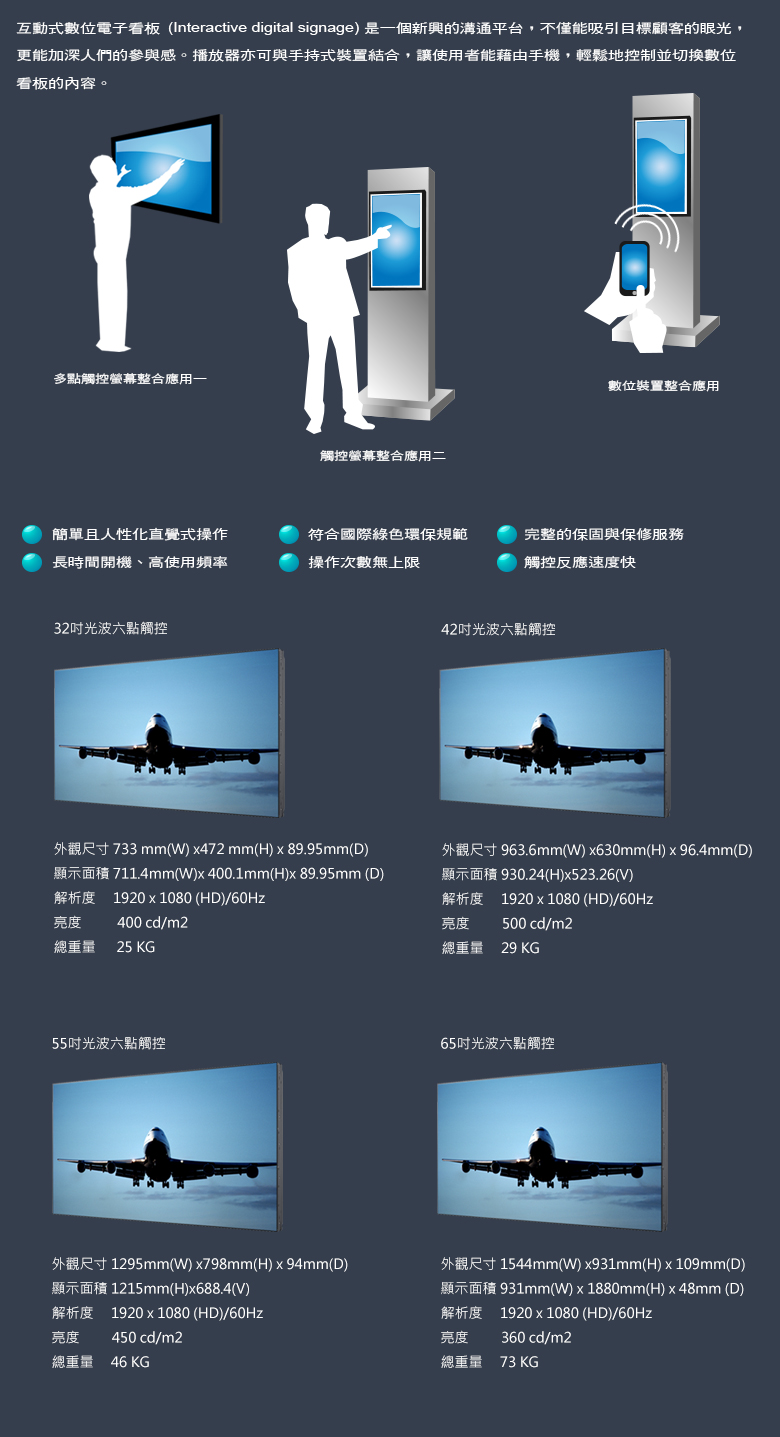 互動式數位電子看板 (Interactive digital signage) 是一個新興的溝通平台，不僅能吸引目標顧客的眼光，
更能加深人們的參與感。播放器亦可與手持式裝置結合，讓使用者能藉由手機，輕鬆地控制並切換數位
看板的內容。
多點觸控螢幕整合應用一
數位裝置整合應用
觸控螢幕整合應用二
簡單且人性化直覺式操作
符合國際綠色環保規範
完整的保固與保修服務
長時間開機、高使用頻率
操作次數無上限
觸控反應速度快
32吋光波六點觸控
外觀尺寸 733 mm(W) x472 mm(H) x 89.95mm(D)
顯示面積 711.4mm(W)x 400.1mm(H)x 89.95mm (D)
解析度 1920 x 1080 (HD)/60Hz
亮度 400 cd/m2
總重量 25 KG
42吋光波六點觸控
外觀尺寸 963.6mm(W) x630mm(H) x 96.4mm(D)
顯示面積 930.24(H)x523.26(V)
解析度 1920 x 1080 (HD)/60Hz
亮度 500 cd/m2
總重量 29 KG
55吋光波六點觸控
外觀尺寸 1295mm(W) x798mm(H) x 94mm(D)
顯示面積 1215mm(H)x688.4(V)
解析度 1920 x 1080 (HD)/60Hz
亮度 450 cd/m2
總重量 46 KG
65吋光波六點觸控
外觀尺寸 1544mm(W) x931mm(H) x 109mm(D)
顯示面積 931mm(W) x 1880mm(H) x 48mm (D)
解析度 1920 x 1080 (HD)/60Hz
亮度 360 cd/m2
總重量 73 KG